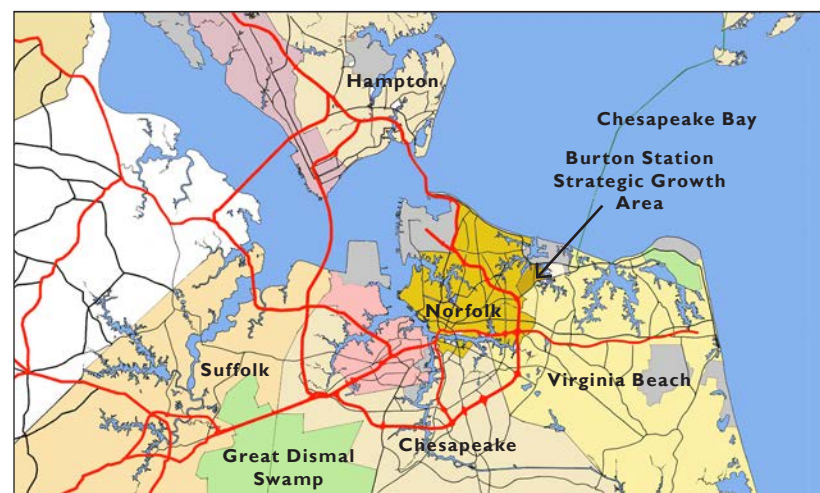 Hampton
Chesapeake Bay
Burton Station
Strategic Growth
Area
Norfolk
Suffolk
Virginia Beach
Chesapeake
Great Dismal
Swamp